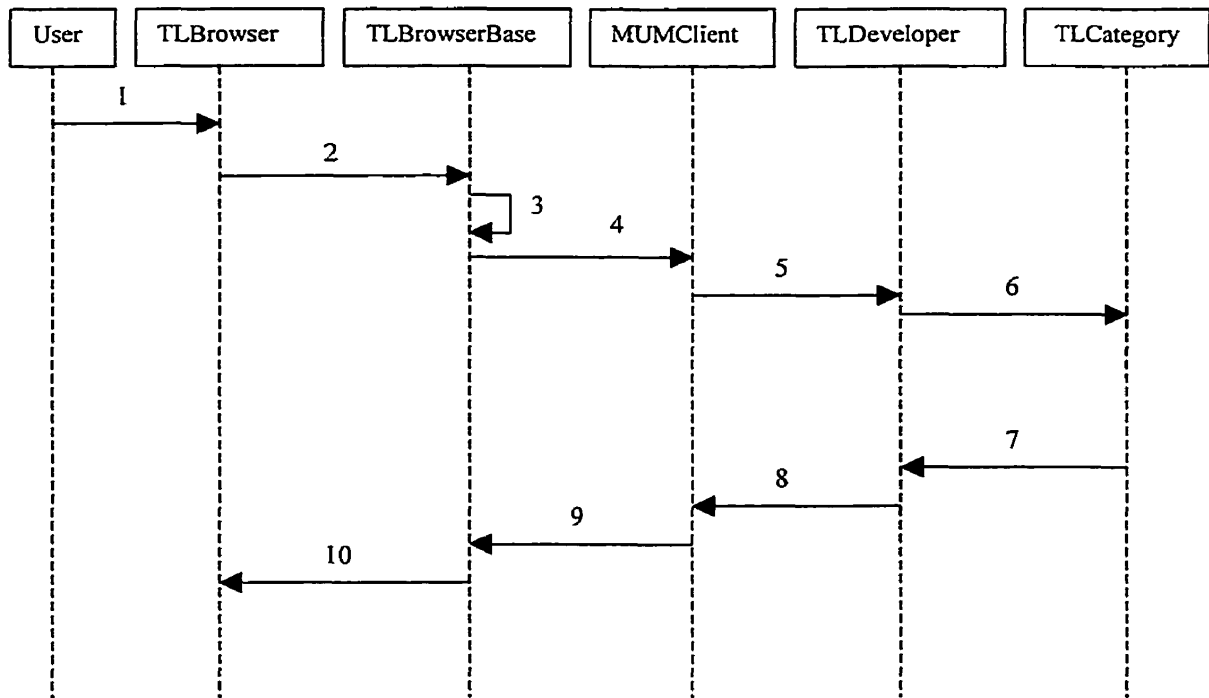 User
TLBrowser
TLBrowserBase
MUMClient
TLDeveloper
TLCategory
1
2
3
4
5
6
7
8
9
10